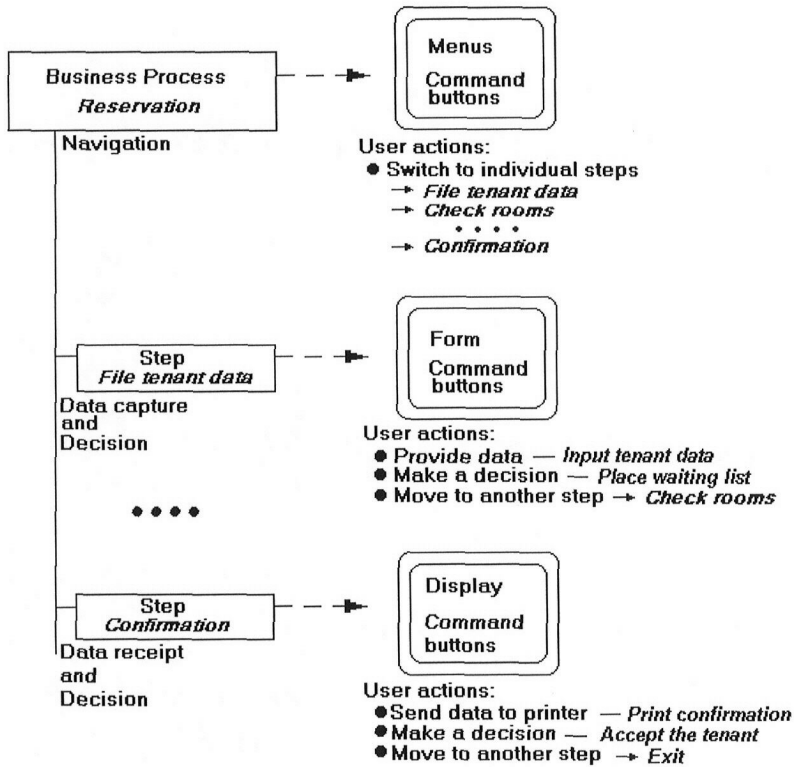 Business Process
Reservation
Navigation
Menus
Command
buttons
User actions:
● Switch to individual steps
→ File tenant data
→ Check rooms
• • • •
→ Confirmation
Step
File tenant data
Data capture
and
Decision
Form
Command
buttons
User actions:
● Provide data — Input tenant data
● Make a decision — Place waiting list
● Move to another step → Check rooms
● ● ● ●
Step
Confirmation
Data receipt
and
Decision
Display
Command
buttons
User actions:
● Send data to printer — Print confirmation
● Make a decision — Accept the tenant
● Move to another step → Exit